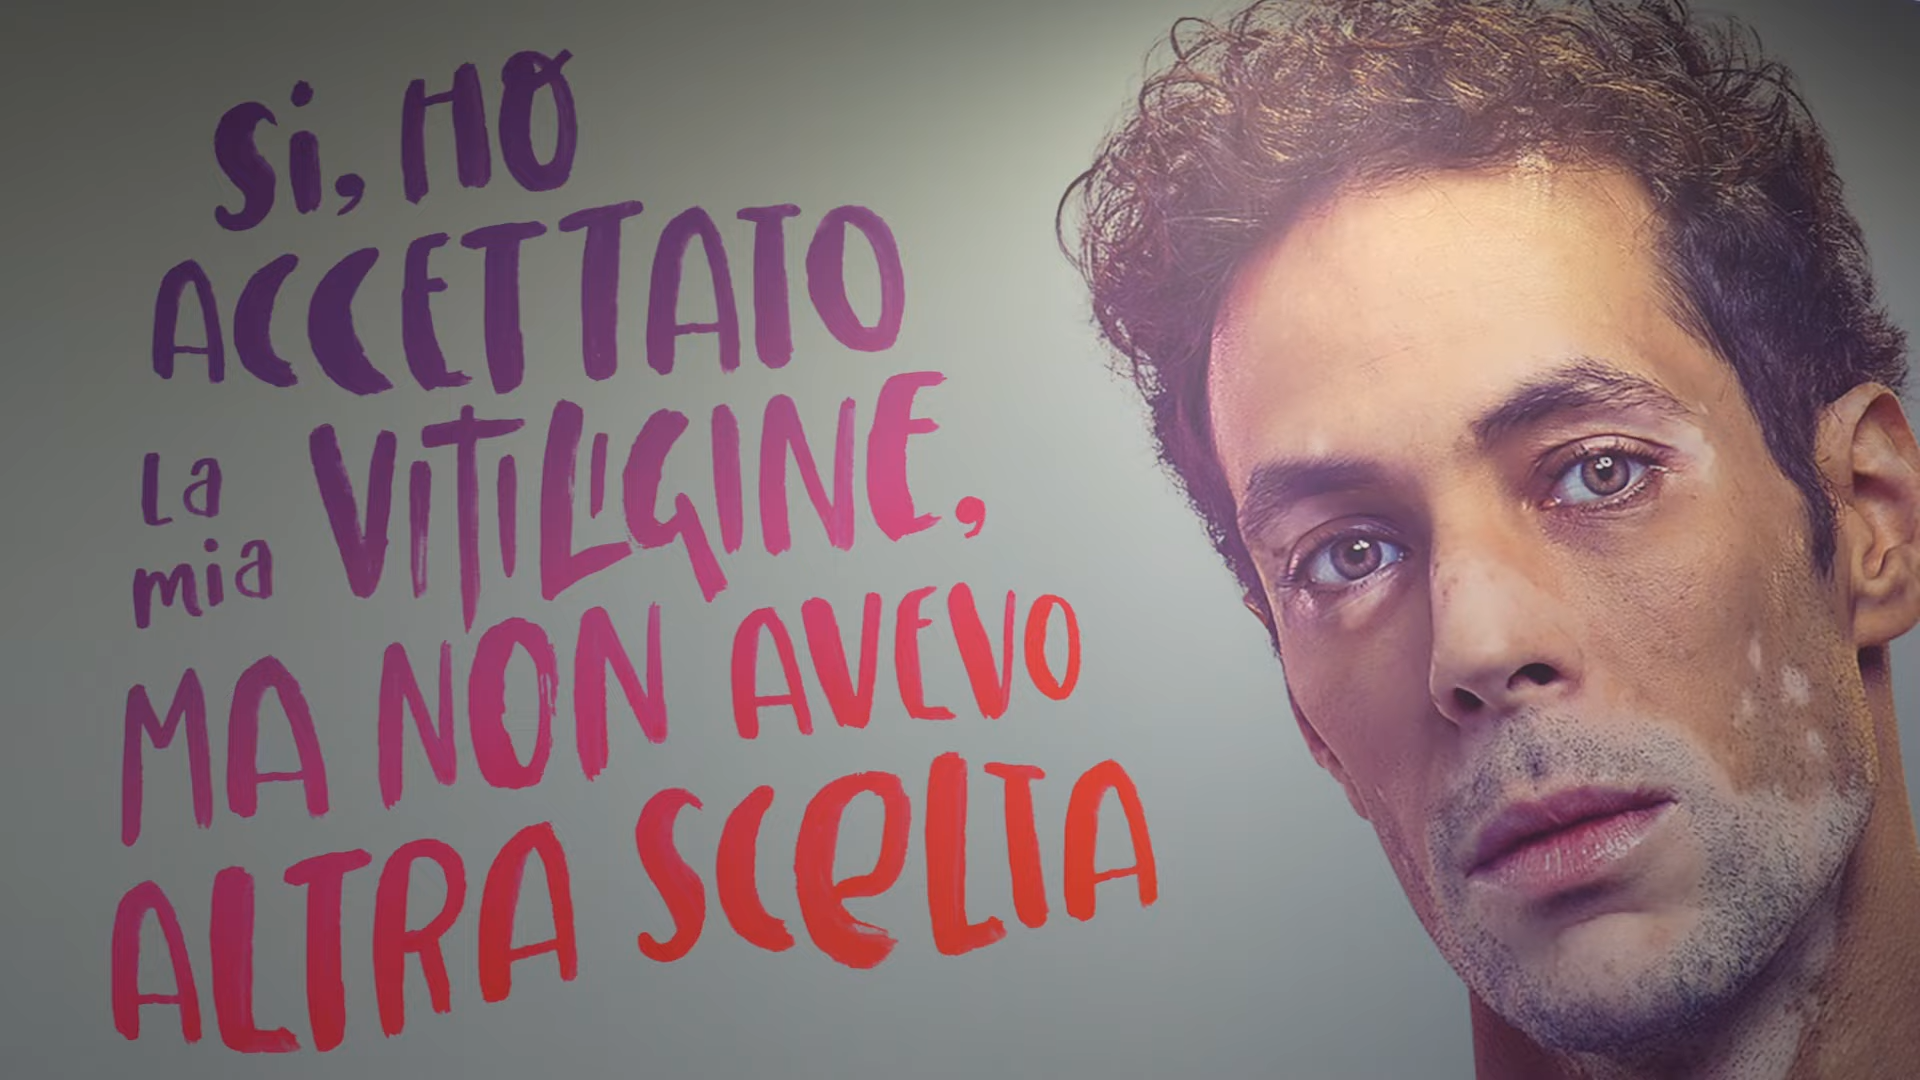 Si, HO
ACCETTATO
La mia VITILIGINE,
MA NON AVEVO
ALTRA SCELTA